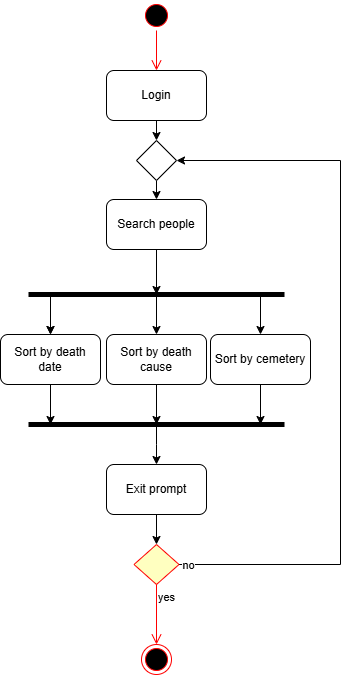 Login
Search people
Sort by death
date
Sort by death
cause
Sort by cemetery
Exit prompt
no
yes